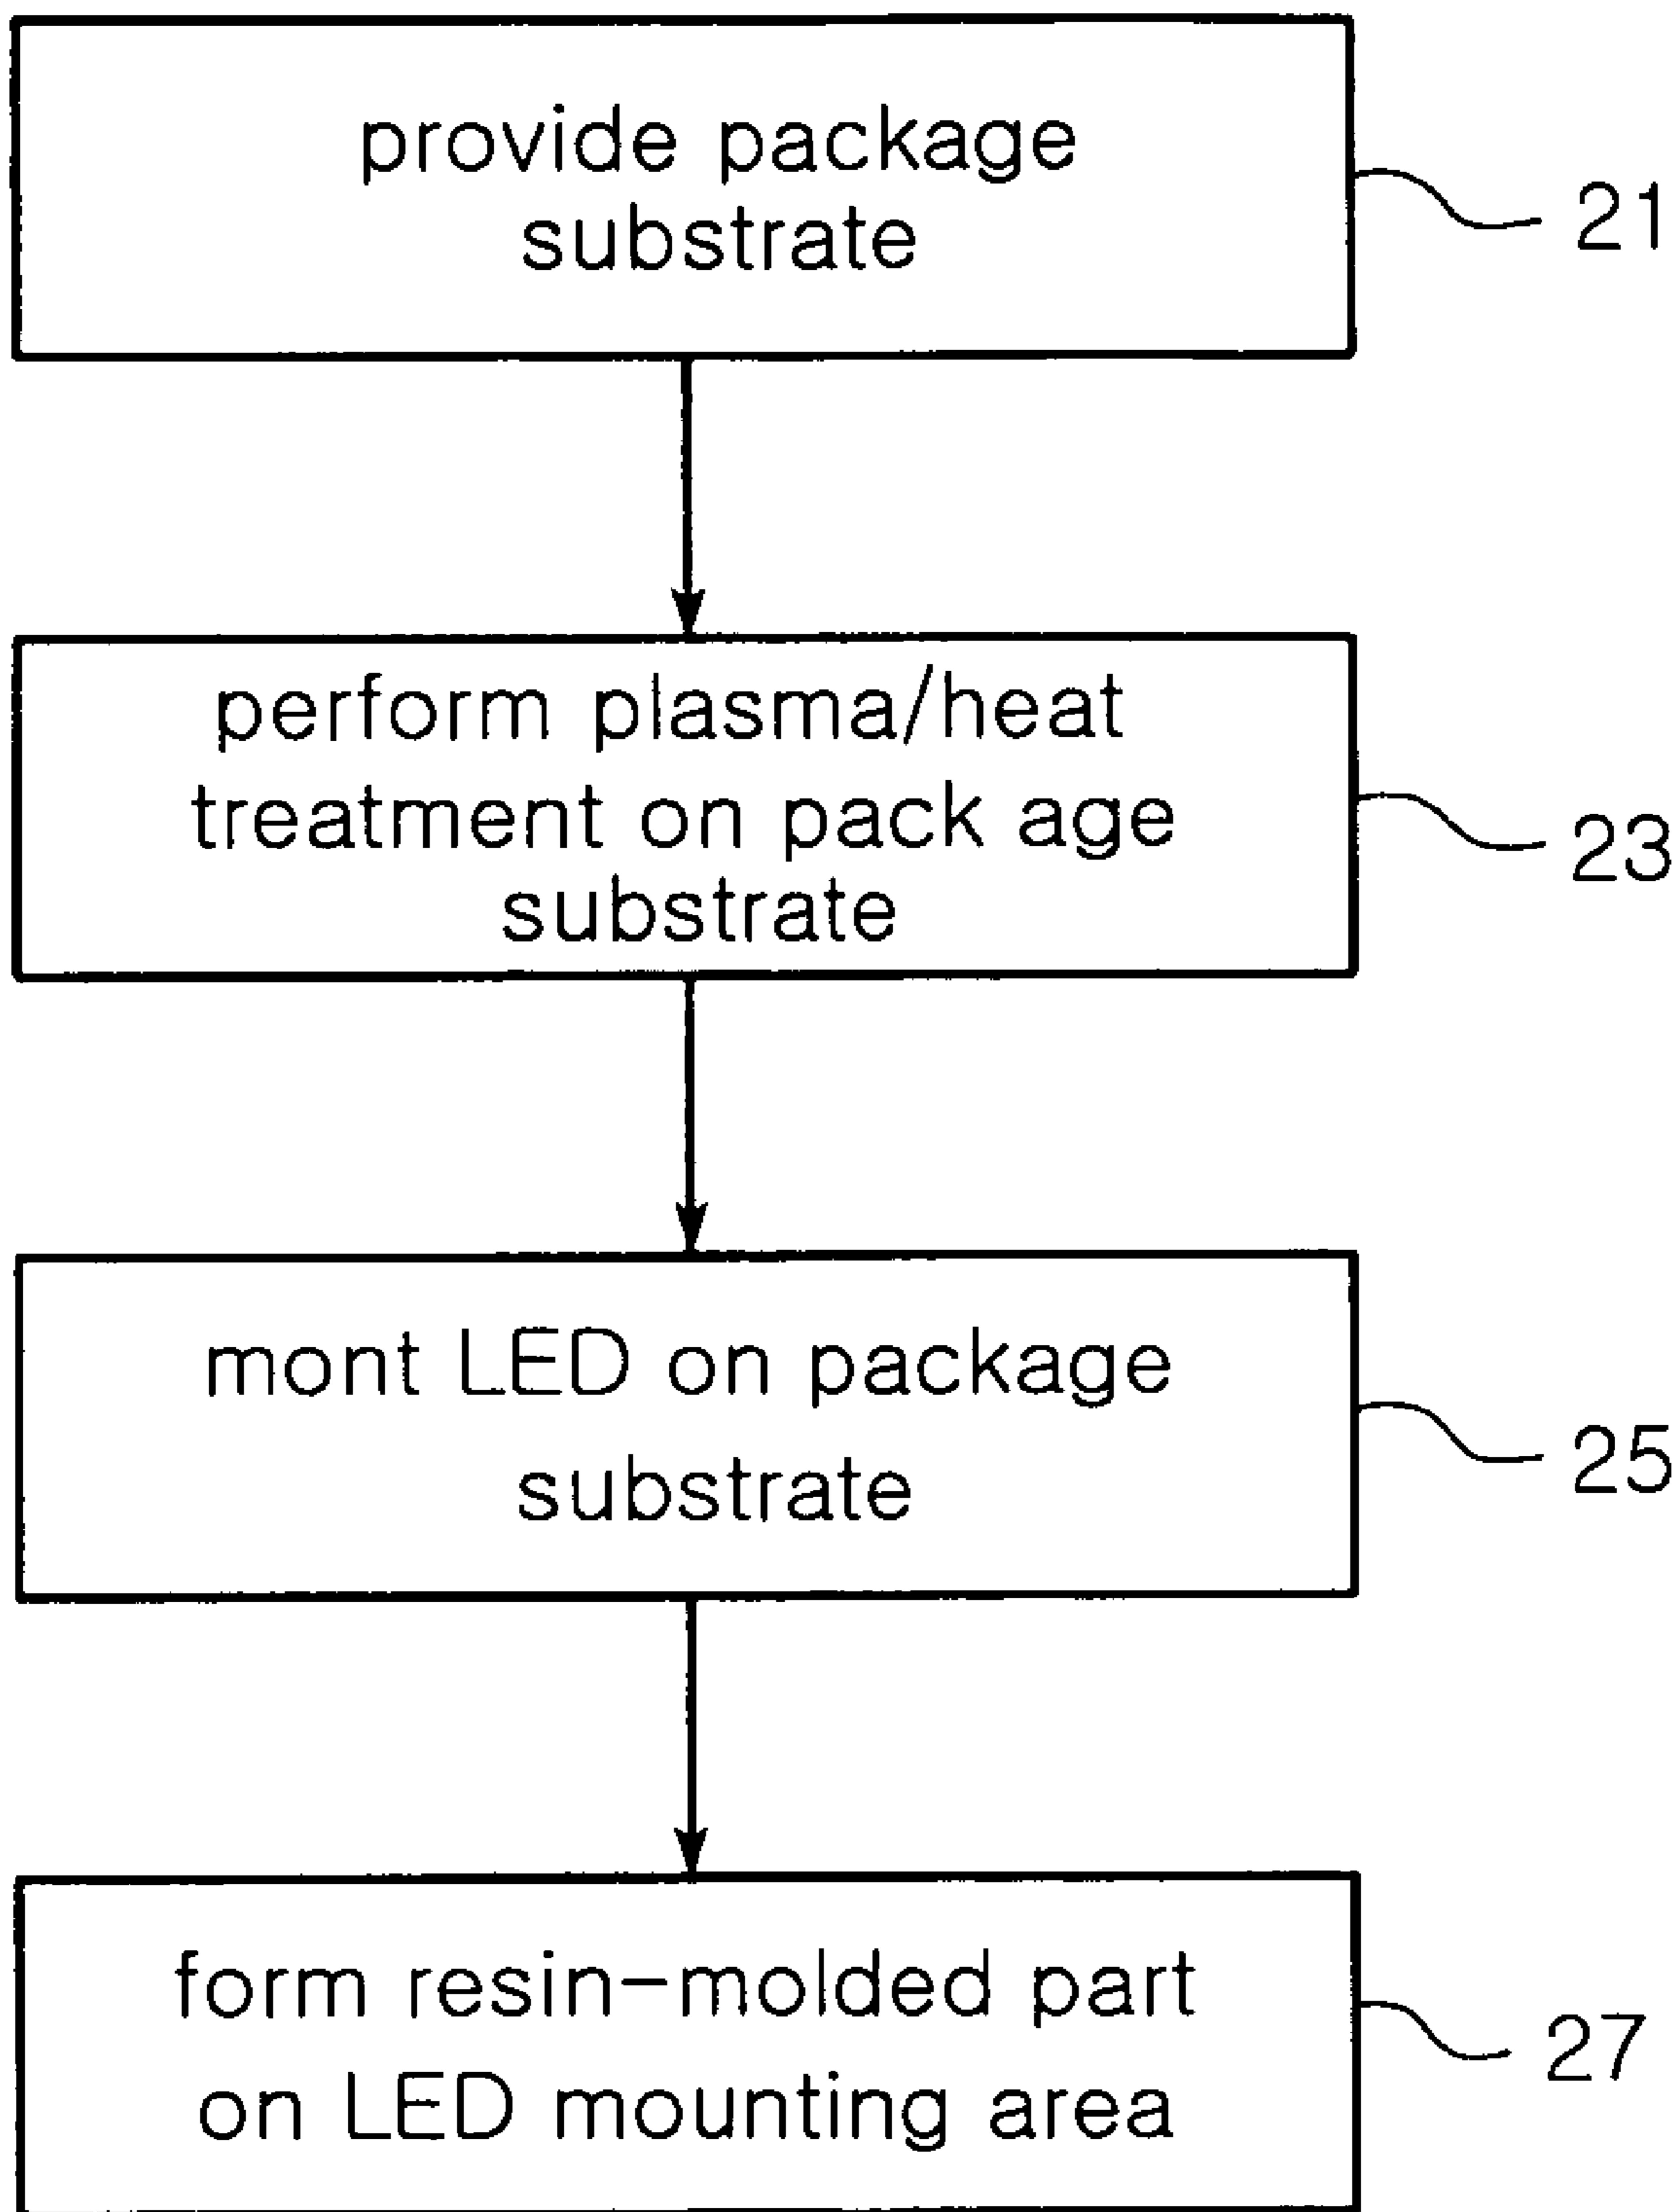 provide package
substrate
21
perform plasma/heat
treatment on pack age
substrate
23
mont LED on package
substrate
25
form resin-molded part
on LED mounting area
27